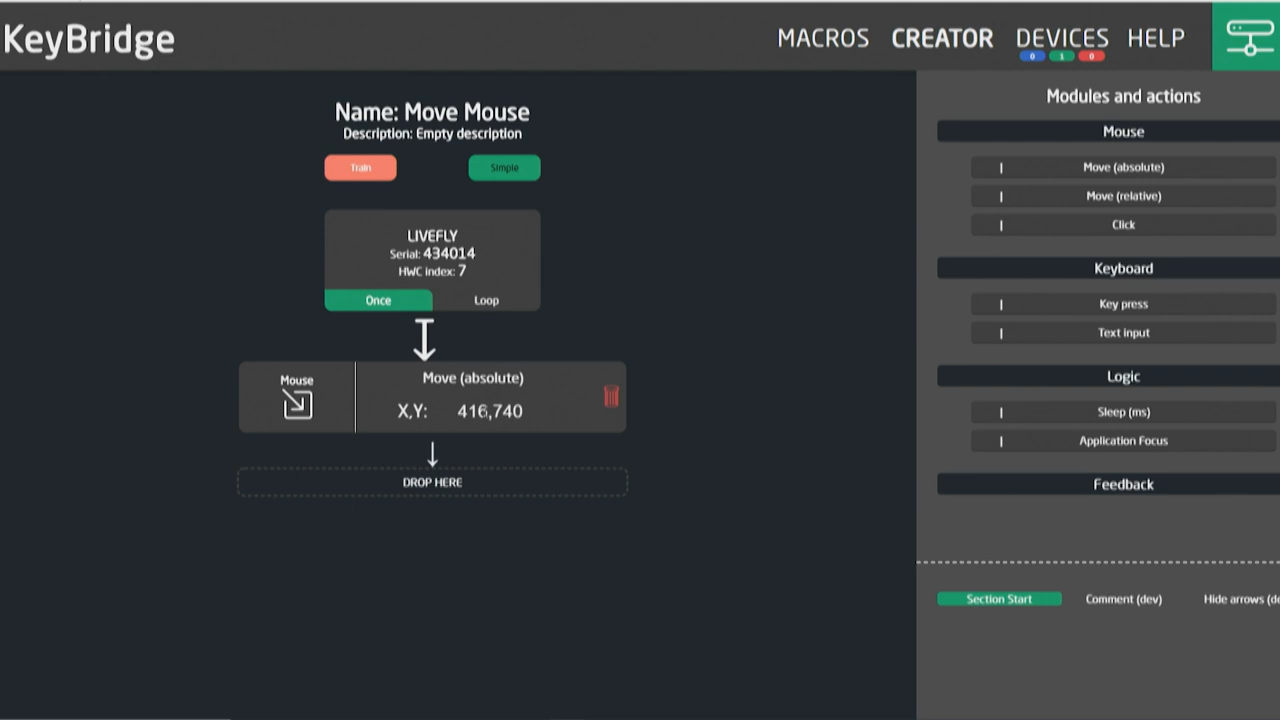 KeyBridge
MACROS CREATOR DEVICES HELP
0 1 0
Name: Move Mouse
Description: Empty description
Train Simple
LIVEFLY
Serial: 434014
HWC index: 7
Once Loop
Mouse
Move (absolute)
X,Y: 416,740
DROP HERE
Modules and actions
Mouse
Move (absolute)
Move (relative)
Click
Keyboard
Key press
Text input
Logic
Sleep (ms)
Application Focus
Feedback
Section Start Comment (dev) Hide arrows (de